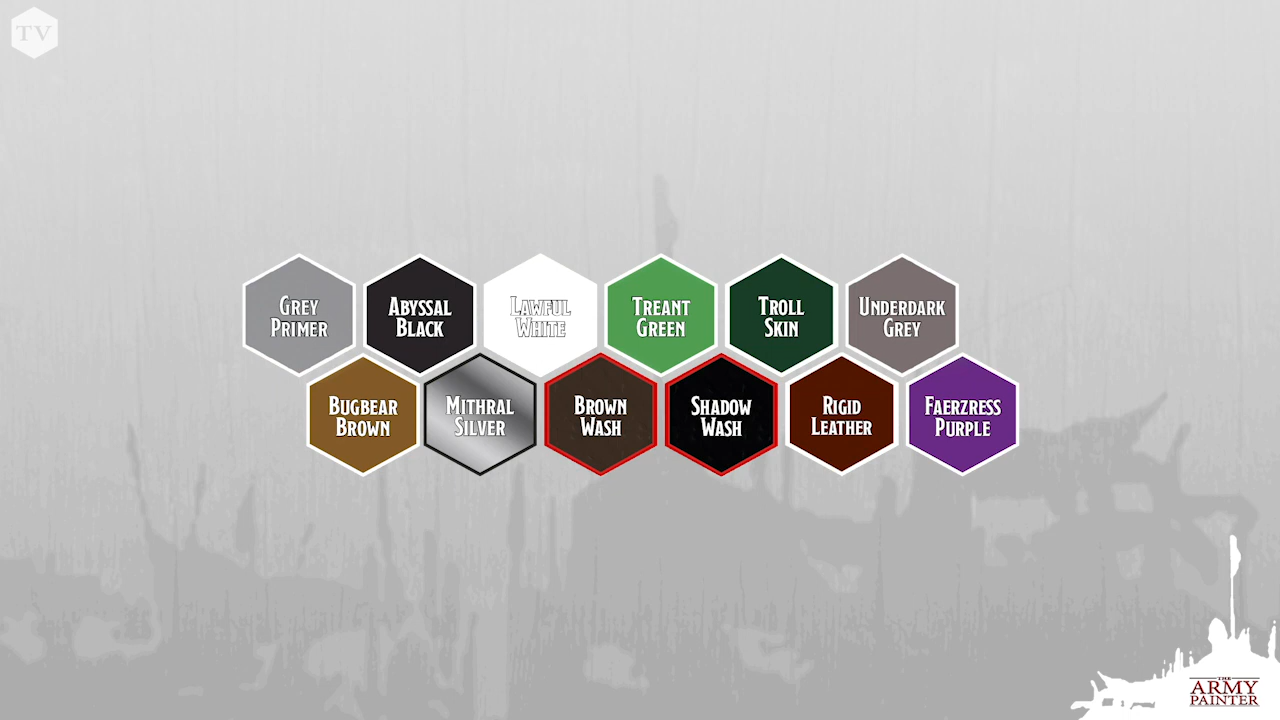 TV
GREY
PRIMER
ABYSSAL
BLACK
LAWFUL
WHITE
TREANT
GREEN
TROLL
SKIN
UNDERDARK
GREY
BUGBEAR
BROWN
MITHRAL
SILVER
BROWN
WASH
SHADOW
WASH
RIGID
LEATHER
FAERZRESS
PURPLE
THE
ARMY
PAINTER